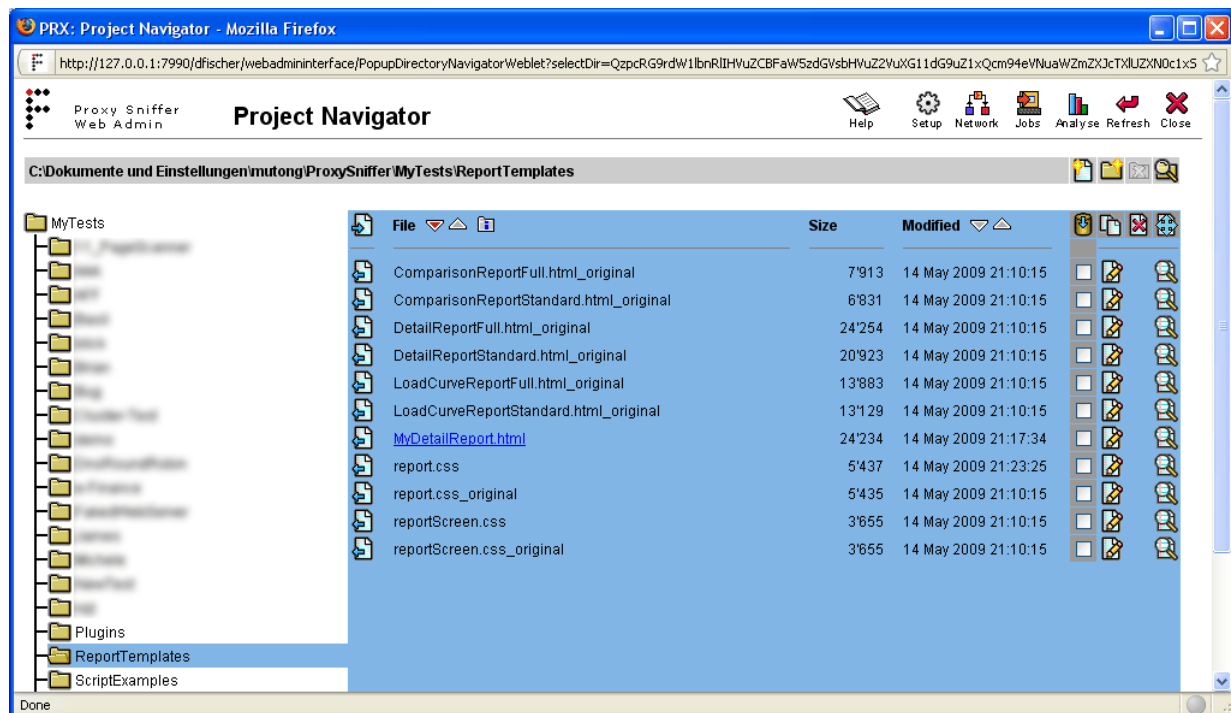 PRX: Project Navigator - Mozilla Firefox
http://127.0.0.1:7990/dfischer/webadmininterface/PopupDirectoryNavigatorWeblet?selectDir=
Proxy Sniffer
Web Admin
Project Navigator
Help Setup Network Jobs Analyse Refresh Close
C:\Dokumente und Einstellungen\mutong\ProxySniffer\MyTests\ReportTemplates
MyTests
File Size Modified
ComparisonReportFull.html_original 7'913 14 May 2009 21:10:15
ComparisonReportStandard.html_original 6'831 14 May 2009 21:10:15
DetailReportFull.html_original 24'254 14 May 2009 21:10:15
DetailReportStandard.html_original 20'923 14 May 2009 21:10:15
LoadCurveReportFull.html_original 13'883 14 May 2009 21:10:15
LoadCurveReportStandard.html_original 13'129 14 May 2009 21:10:15
MyDetailReport.html 24'234 14 May 2009 21:17:34
report.css 5'437 14 May 2009 21:23:25
report.css_original 5'435 14 May 2009 21:10:15
reportScreen.css 3'655 14 May 2009 21:10:15
reportScreen.css_original 3'655 14 May 2009 21:10:15
Plugins
ReportTemplates
ScriptExamples
Done